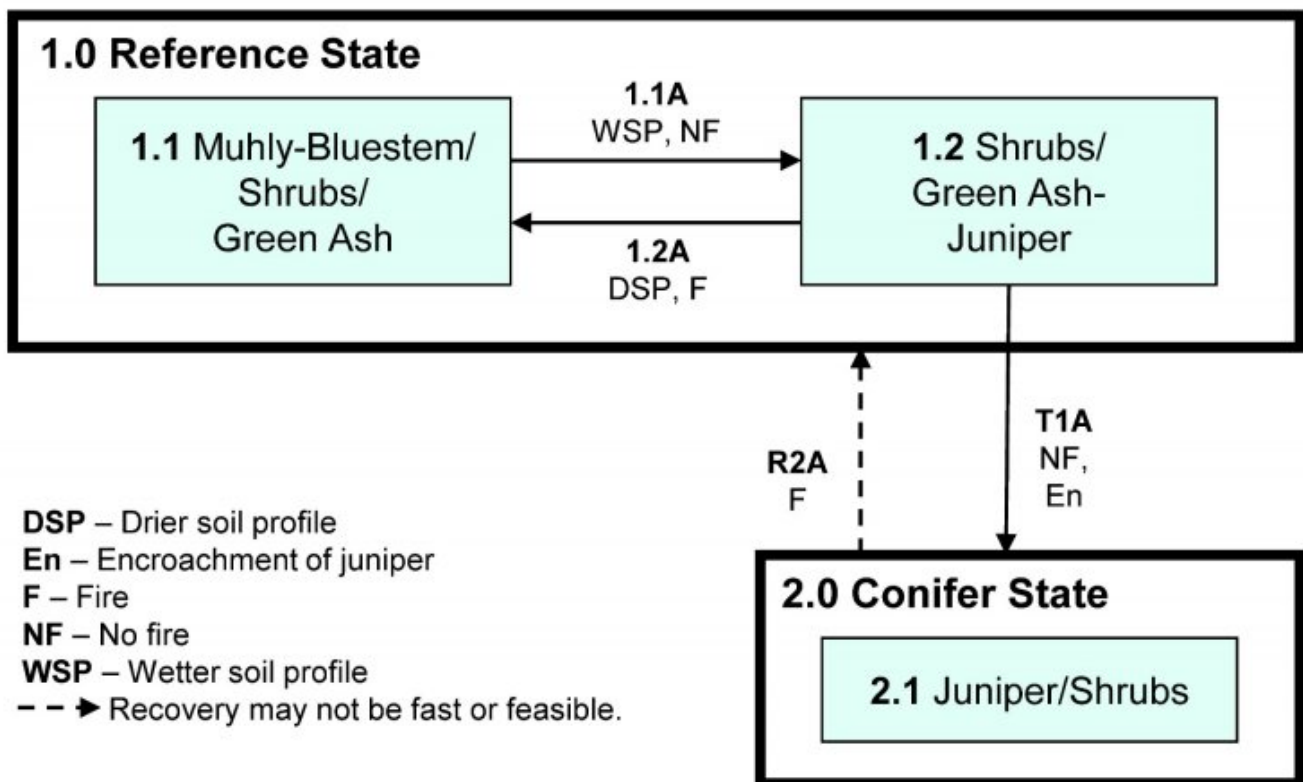 1.0 Reference State
1.1 Muhly-Bluestem/
Shrubs/
Green Ash
1.1A
WSP, NF
1.2A
DSP, F
1.2 Shrubs/
Green Ash-
Juniper
R2A
F
T1A
NF,
En
DSP – Drier soil profile
En – Encroachment of juniper
F – Fire
NF – No fire
WSP – Wetter soil profile
Recovery may not be fast or feasible.
2.0 Conifer State
2.1 Juniper/Shrubs